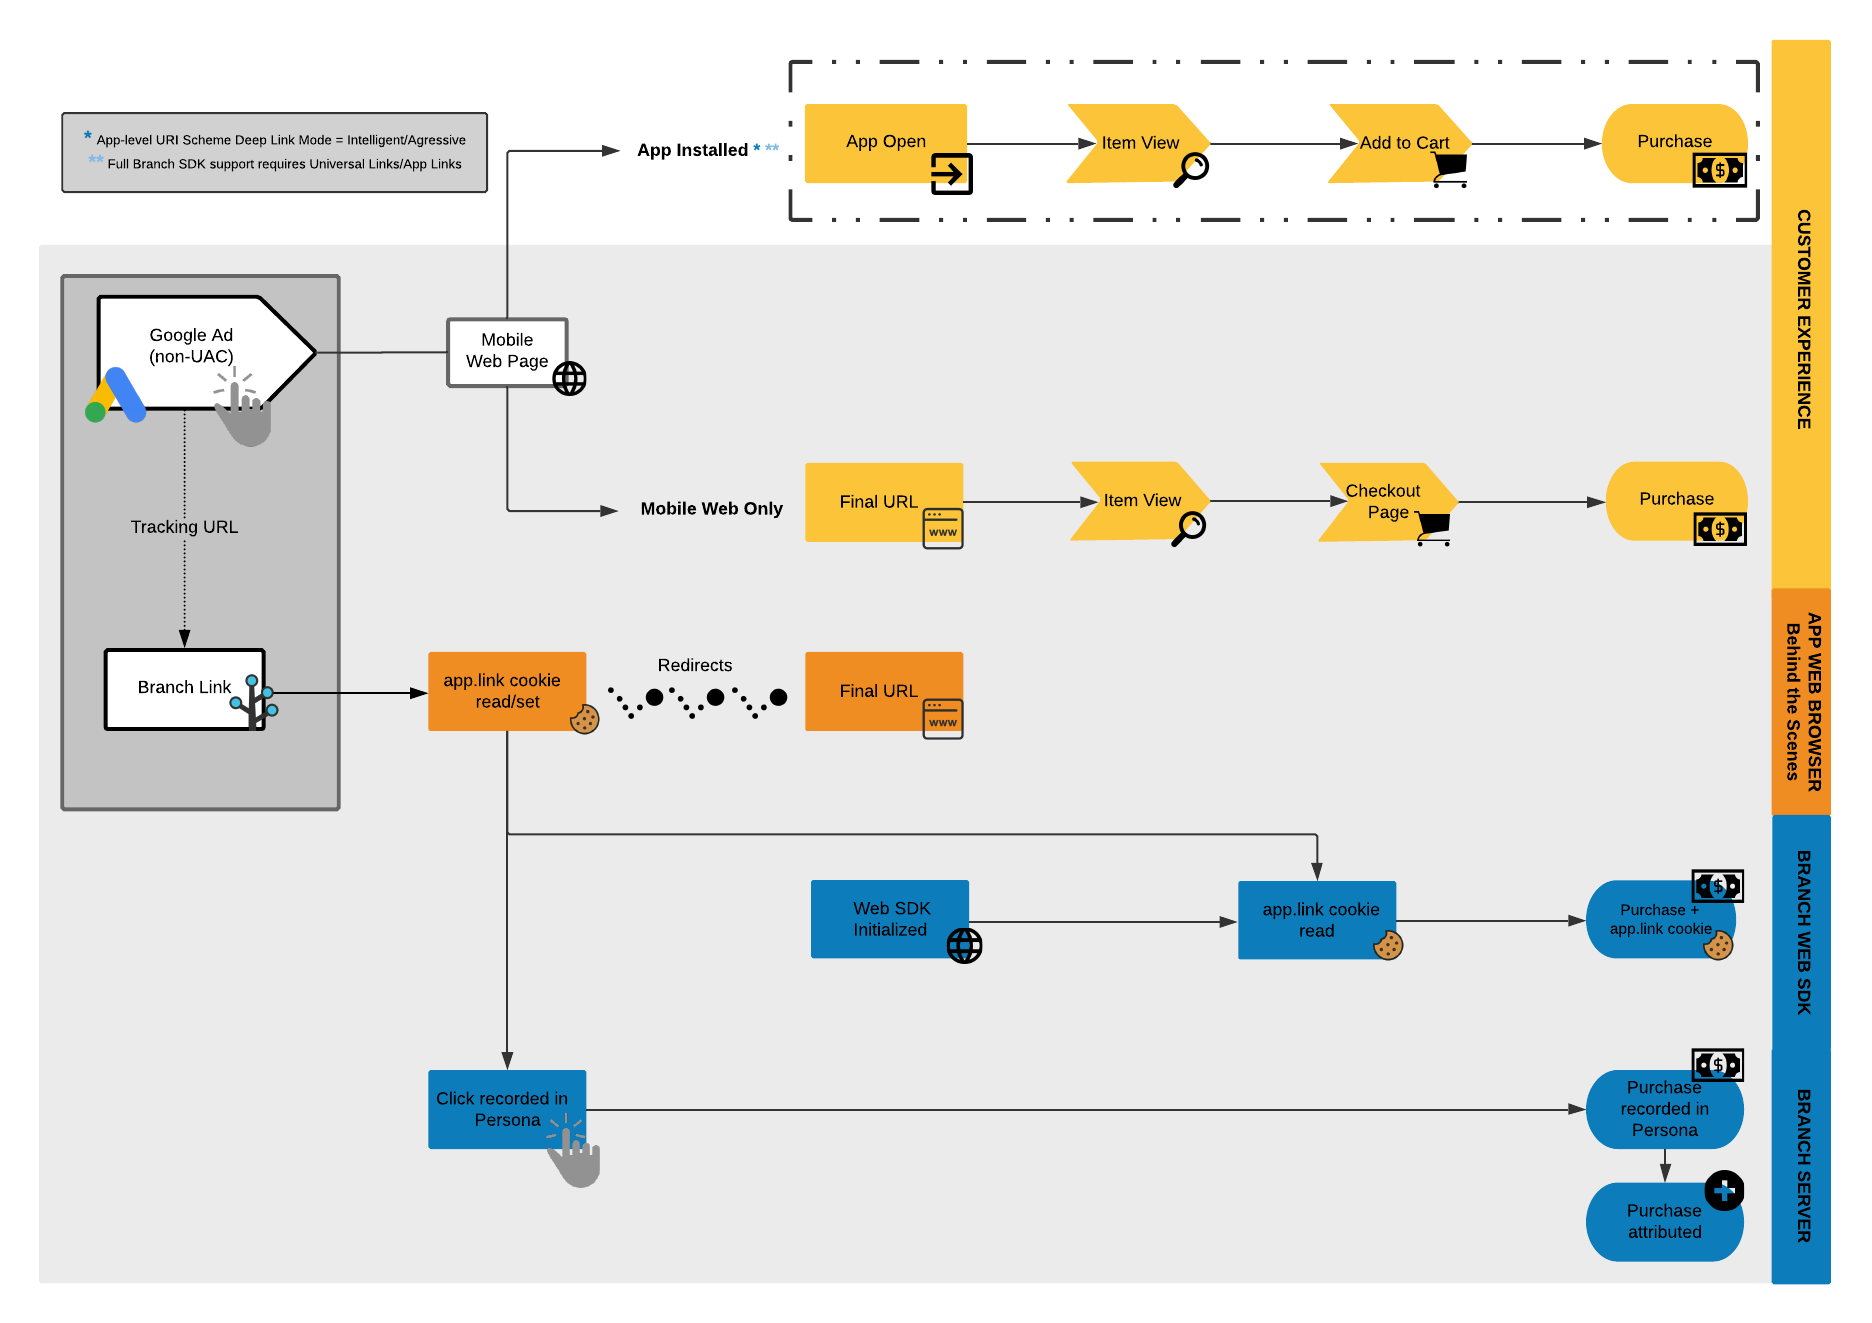 * App-level URI Scheme Deep Link Mode = Intelligent/Agressive
** Full Branch SDK support requires Universal Links/App Links
App Installed * **
App Open
Item View
Add to Cart
Purchase
$
CUSTOMER EXPERIENCE
Google Ad
(non-UAC)
Mobile
Web Page
Tracking URL
Mobile Web Only
Final URL
www
Item View
Checkout
Page
Purchase
$
Branch Link
app.link cookie
read/set
Redirects
Final URL
www
APP WEB BROWSER
Behind the Scenes
Web SDK
Initialized
app.link cookie
read
$
Purchase +
app.link cookie
BRANCH WEB SDK
Click recorded in
Persona
$
Purchase
recorded in
Persona
Purchase
attributed
BRANCH SERVER